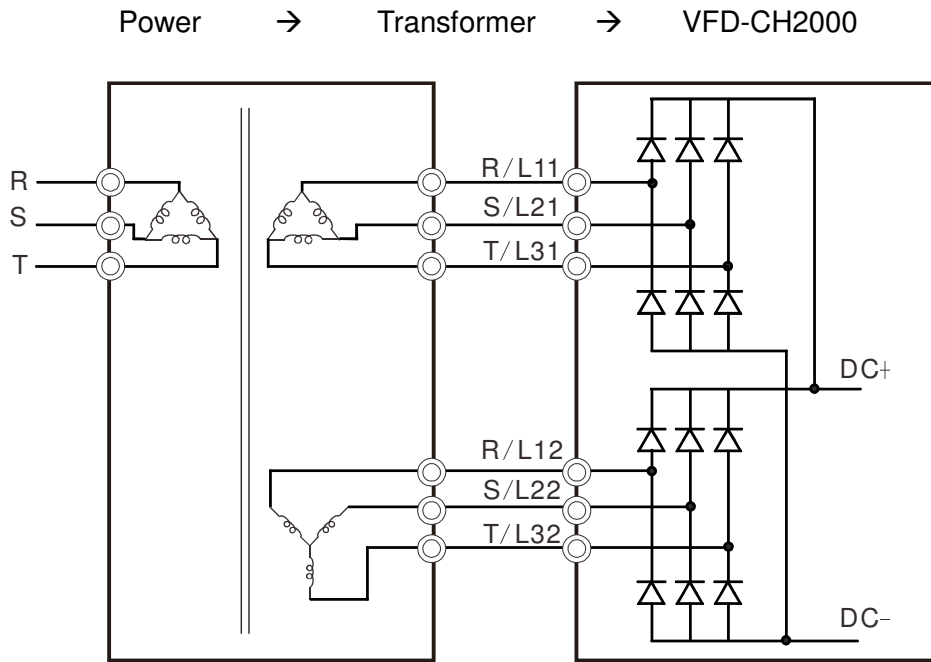 Power → Transformer → VFD-CH2000
R
S
T
R/L11
S/L21
T/L31
DC+
R/L12
S/L22
T/L32
DC-